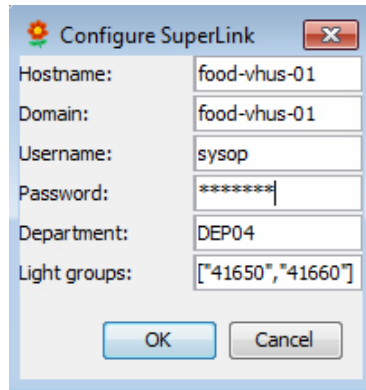 Configure SuperLink
Hostname: food-vhus-01
Domain: food-vhus-01
Username: sysop
Password: *******
Department: DEP04
Light groups: ["41650","41660"]
OK Cancel